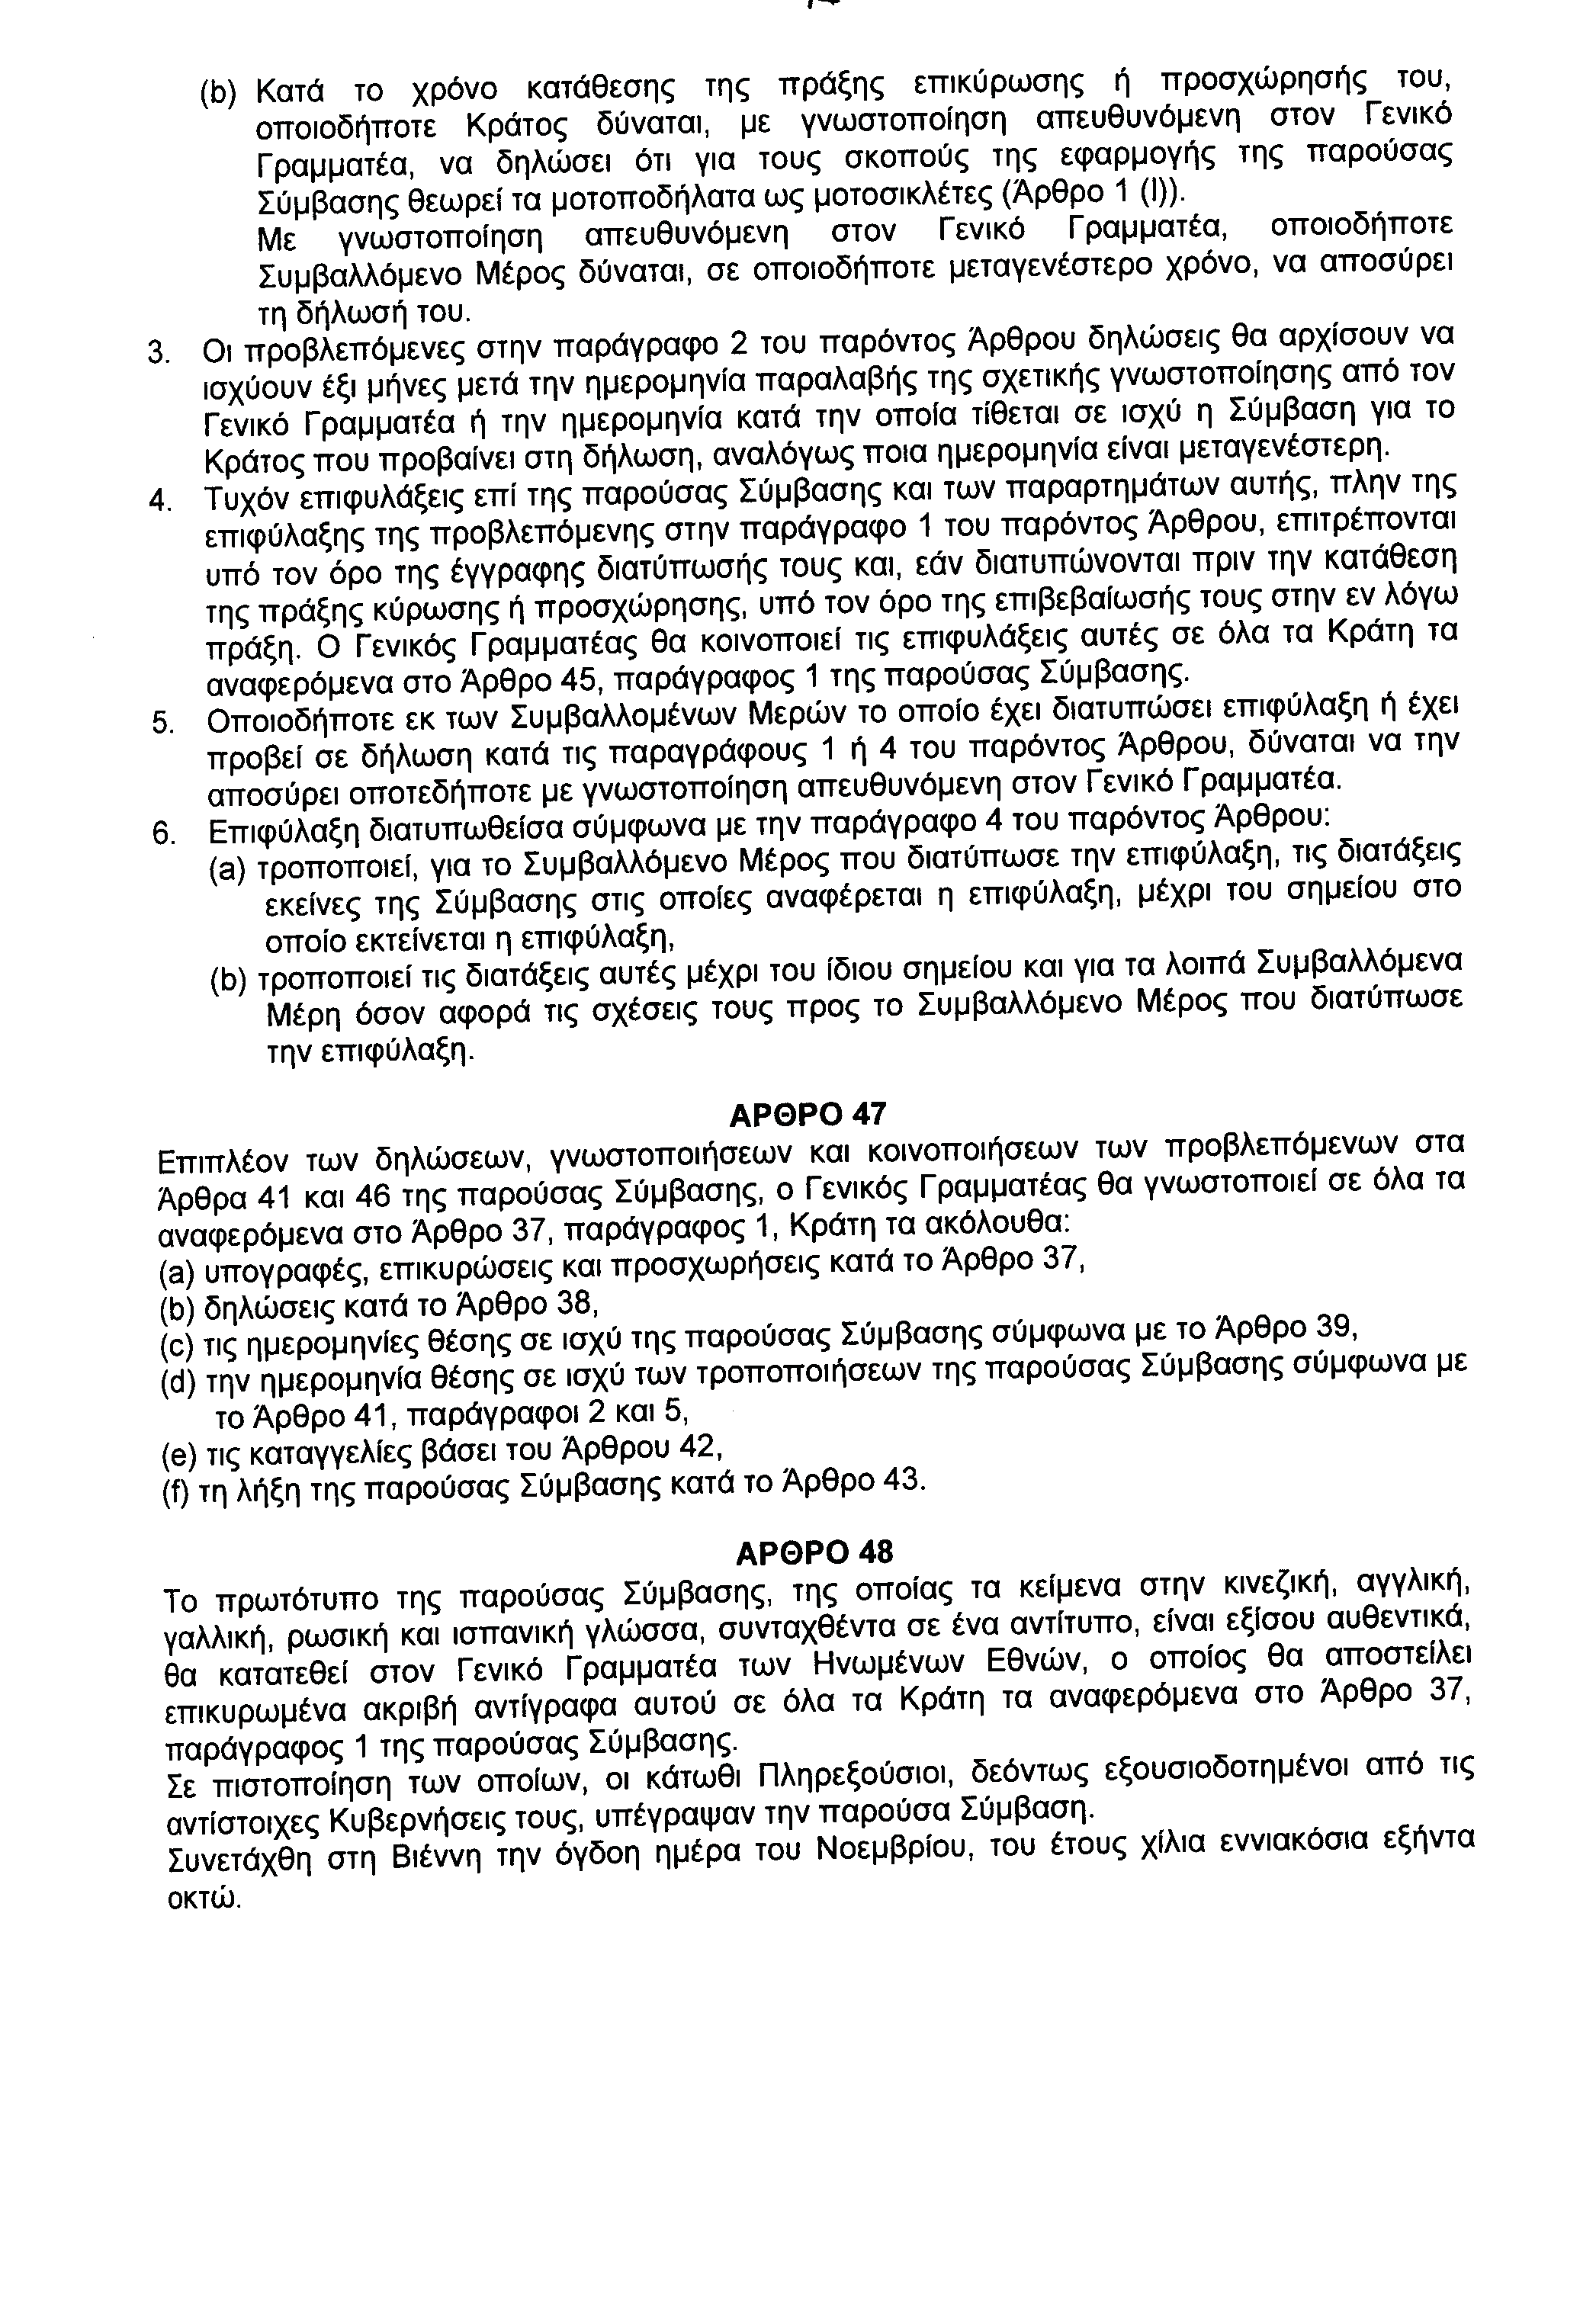 (b) Κατά το χρόνο κατάθεσης της πράξης επικύρωσης ή προσχώρησής του,
οποιοδήποτε Κράτος δύναται, με γνωστοποίηση απευθυνόμενη στον Γενικό
Γραμματέα, να δηλώσει ότι για τους σκοπούς της εφαρμογής της παρούσας
Σύμβασης θεωρεί τα μοτοποδήλατα ως μοτοσικλέτες (Άρθρο 1 (l)).
Με γνωστοποίηση απευθυνόμενη στον Γενικό Γραμματέα, οποιοδήποτε
Συμβαλλόμενο Μέρος δύναται, σε οποιοδήποτε μεταγενέστερο χρόνο, να αποσύρει
τη δήλωσή του.
3. Οι προβλεπόμενες στην παράγραφο 2 του παρόντος Άρθρου δηλώσεις θα αρχίσουν να
ισχύουν έξι μήνες μετά την ημερομηνία παραλαβής της σχετικής γνωστοποίησης από τον
Γενικό Γραμματέα ή την ημερομηνία κατά την οποία τίθεται σε ισχύ η Σύμβαση για το
Κράτος που προβαίνει στη δήλωση, αναλόγως ποια ημερομηνία είναι μεταγενέστερη.
4. Τυχόν επιφυλάξεις επί της παρούσας Σύμβασης και των παραρτημάτων αυτής, πλην της
επιφύλαξης της προβλεπόμενης στην παράγραφο 1 του παρόντος Άρθρου, επιτρέπονται
υπό τον όρο της έγγραφης διατύπωσής τους και, εάν διατυπώνονται πριν την κατάθεση
της πράξης κύρωσης ή προσχώρησης, υπό τον όρο της επιβεβαίωσής τους στην εν λόγω
πράξη. Ο Γενικός Γραμματέας θα κοινοποιεί τις επιφυλάξεις αυτές σε όλα τα Κράτη τα
αναφερόμενα στο Άρθρο 45, παράγραφος 1 της παρούσας Σύμβασης.
5. Οποιοδήποτε εκ των Συμβαλλομένων Μερών το οποίο έχει διατυπώσει επιφύλαξη ή έχει
προβεί σε δήλωση κατά τις παραγράφους 1 ή 4 του παρόντος Άρθρου, δύναται να την
αποσύρει οποτεδήποτε με γνωστοποίηση απευθυνόμενη στον Γενικό Γραμματέα.
6. Επιφύλαξη διατυπωθείσα σύμφωνα με την παράγραφο 4 του παρόντος Άρθρου:
(a) τροποποιεί, για το Συμβαλλόμενο Μέρος που διατύπωσε την επιφύλαξη, τις διατάξεις
εκείνες της Σύμβασης στις οποίες αναφέρεται η επιφύλαξη, μέχρι του σημείου στο
οποίο εκτείνεται η επιφύλαξη,
(b) τροποποιεί τις διατάξεις αυτές μέχρι του ίδιου σημείου και για τα λοιπά Συμβαλλόμενα
Μέρη όσον αφορά τις σχέσεις τους προς το Συμβαλλόμενο Μέρος που διατύπωσε
την επιφύλαξη.
ΑΡΘΡΟ 47
Επιπλέον των δηλώσεων, γνωστοποιήσεων και κοινοποιήσεων των προβλεπόμενων στα
Άρθρα 41 και 46 της παρούσας Σύμβασης, ο Γενικός Γραμματέας θα γνωστοποιεί σε όλα τα
αναφερόμενα στο Άρθρο 37, παράγραφος 1, Κράτη τα ακόλουθα:
(a) υπογραφές, επικυρώσεις και προσχωρήσεις κατά το Άρθρο 37,
(b) δηλώσεις κατά το Άρθρο 38,
(c) τις ημερομηνίες θέσης σε ισχύ της παρούσας Σύμβασης σύμφωνα με το Άρθρο 39,
(d) την ημερομηνία θέσης σε ισχύ των τροποποιήσεων της παρούσας Σύμβασης σύμφωνα με
το Άρθρο 41, παράγραφοι 2 και 5,
(e) τις καταγγελίες βάσει του Άρθρου 42,
(f) τη λήξη της παρούσας Σύμβασης κατά το Άρθρο 43.
ΑΡΘΡΟ 48
Το πρωτότυπο της παρούσας Σύμβασης, της οποίας τα κείμενα στην κινεζική, αγγλική,
γαλλική, ρωσική και ισπανική γλώσσα, συνταχθέντα σε ένα αντίτυπο, είναι εξίσου αυθεντικά,
θα κατατεθεί στον Γενικό Γραμματέα των Ηνωμένων Εθνών, ο οποίος θα αποστείλει
επικυρωμένα ακριβή αντίγραφα αυτού σε όλα τα Κράτη τα αναφερόμενα στο Άρθρο 37,
παράγραφος 1 της παρούσας Σύμβασης.
Σε πιστοποίηση των οποίων, οι κάτωθι Πληρεξούσιοι, δεόντως εξουσιοδοτημένοι από τις
αντίστοιχες Κυβερνήσεις τους, υπέγραψαν την παρούσα Σύμβαση.
Συνετάχθη στη Βιέννη την όγδοη ημέρα του Νοεμβρίου, του έτους χίλια εννιακόσια εξήντα
οκτώ.